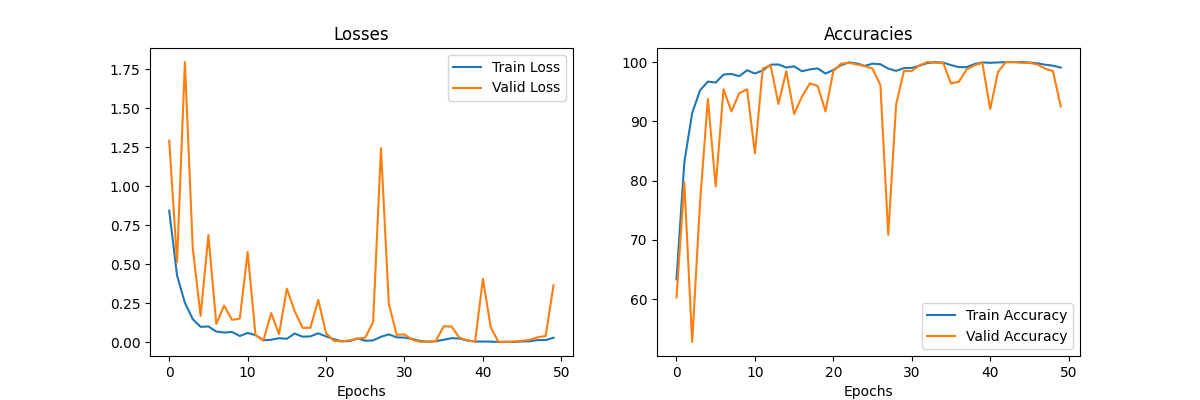 Losses
1.75
1.50
1.25
1.00
0.75
0.50
0.25
0.00
0 10 20 30 40 50
Epochs
Train Loss
Valid Loss
Accuracies
100
90
80
70
60
0 10 20 30 40 50
Epochs
Train Accuracy
Valid Accuracy